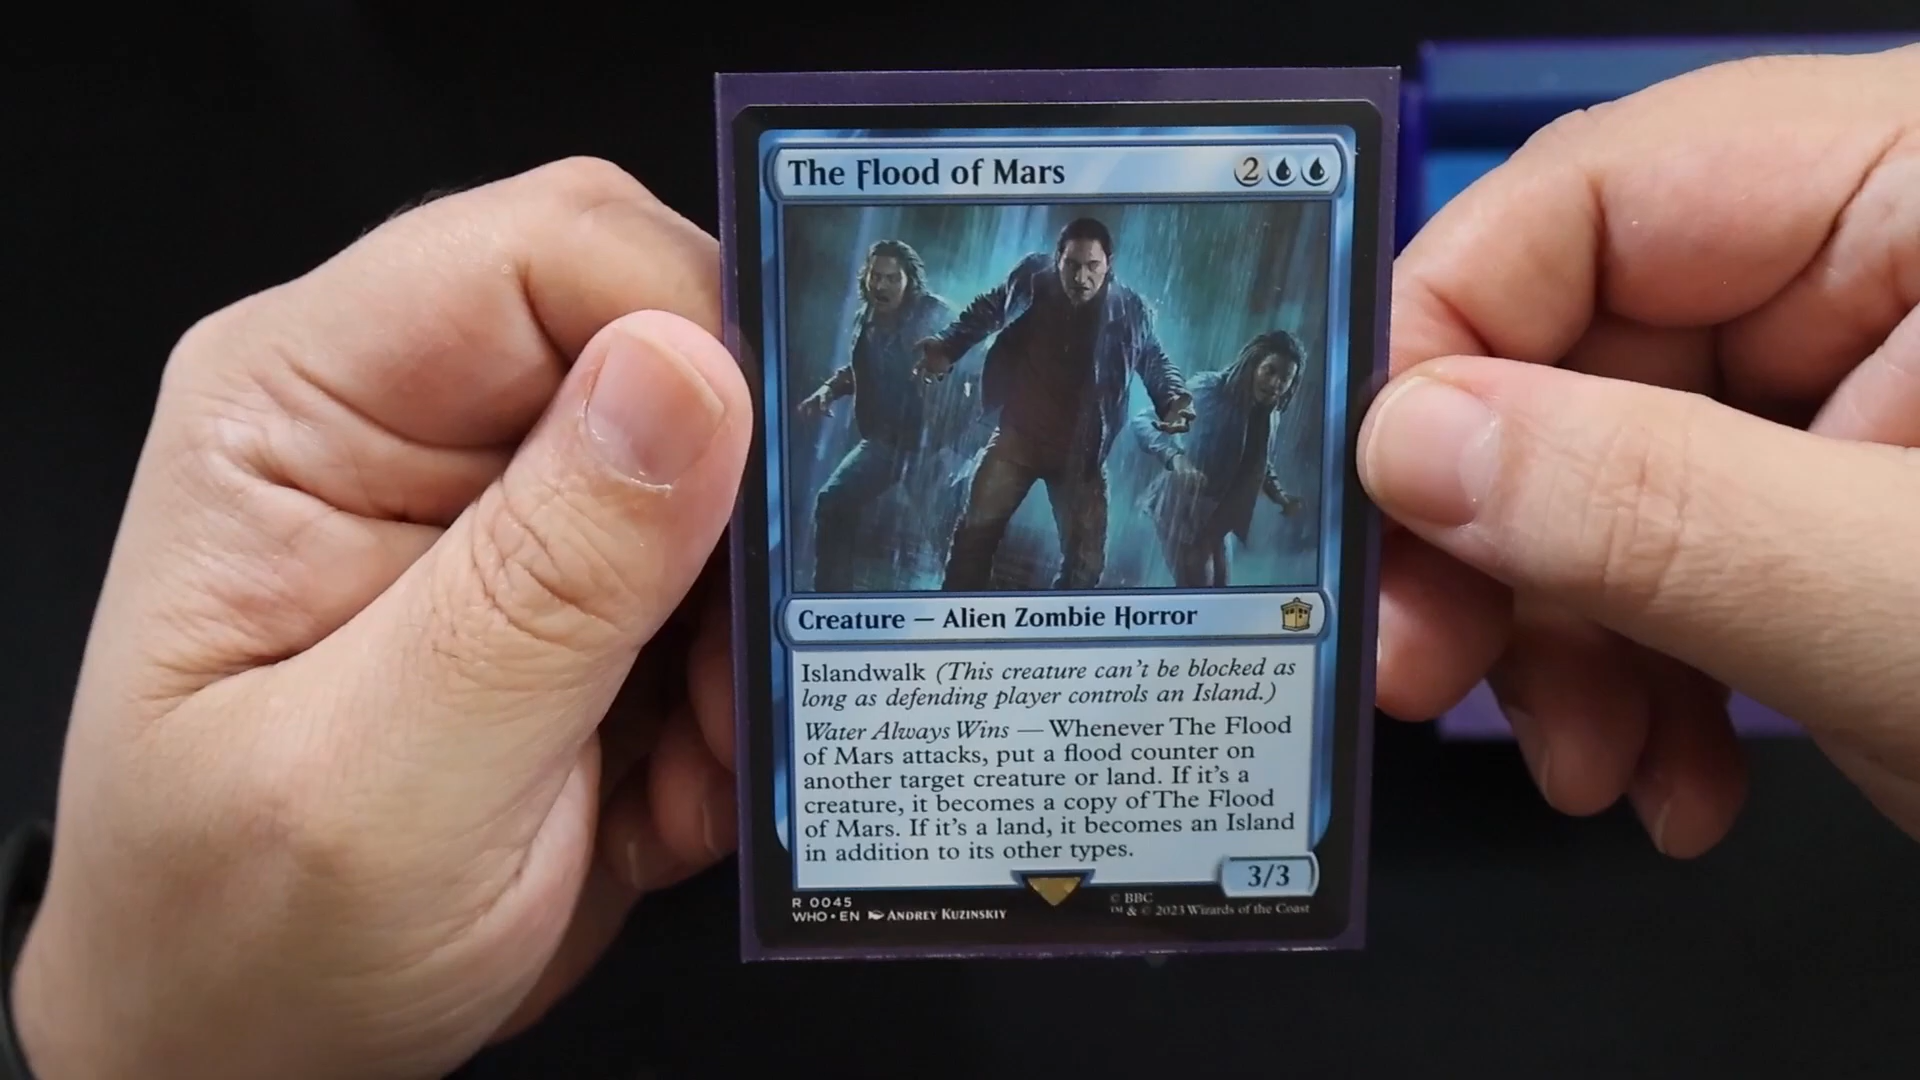 The Flood of Mars 2
Creature — Alien Zombie Horror
Islandwalk (This creature can't be blocked as
long as defending player controls an Island.)
Water Always Wins — Whenever The Flood
of Mars attacks, put a flood counter on
another target creature or land. If it's a
creature, it becomes a copy of The Flood
of Mars. If it's a land, it becomes an Island
in addition to its other types.
3/3
R 0045
WHO • EN ANDREY KUZINSKIY
© BBC
™ & © 2023 Wizards of the Coast